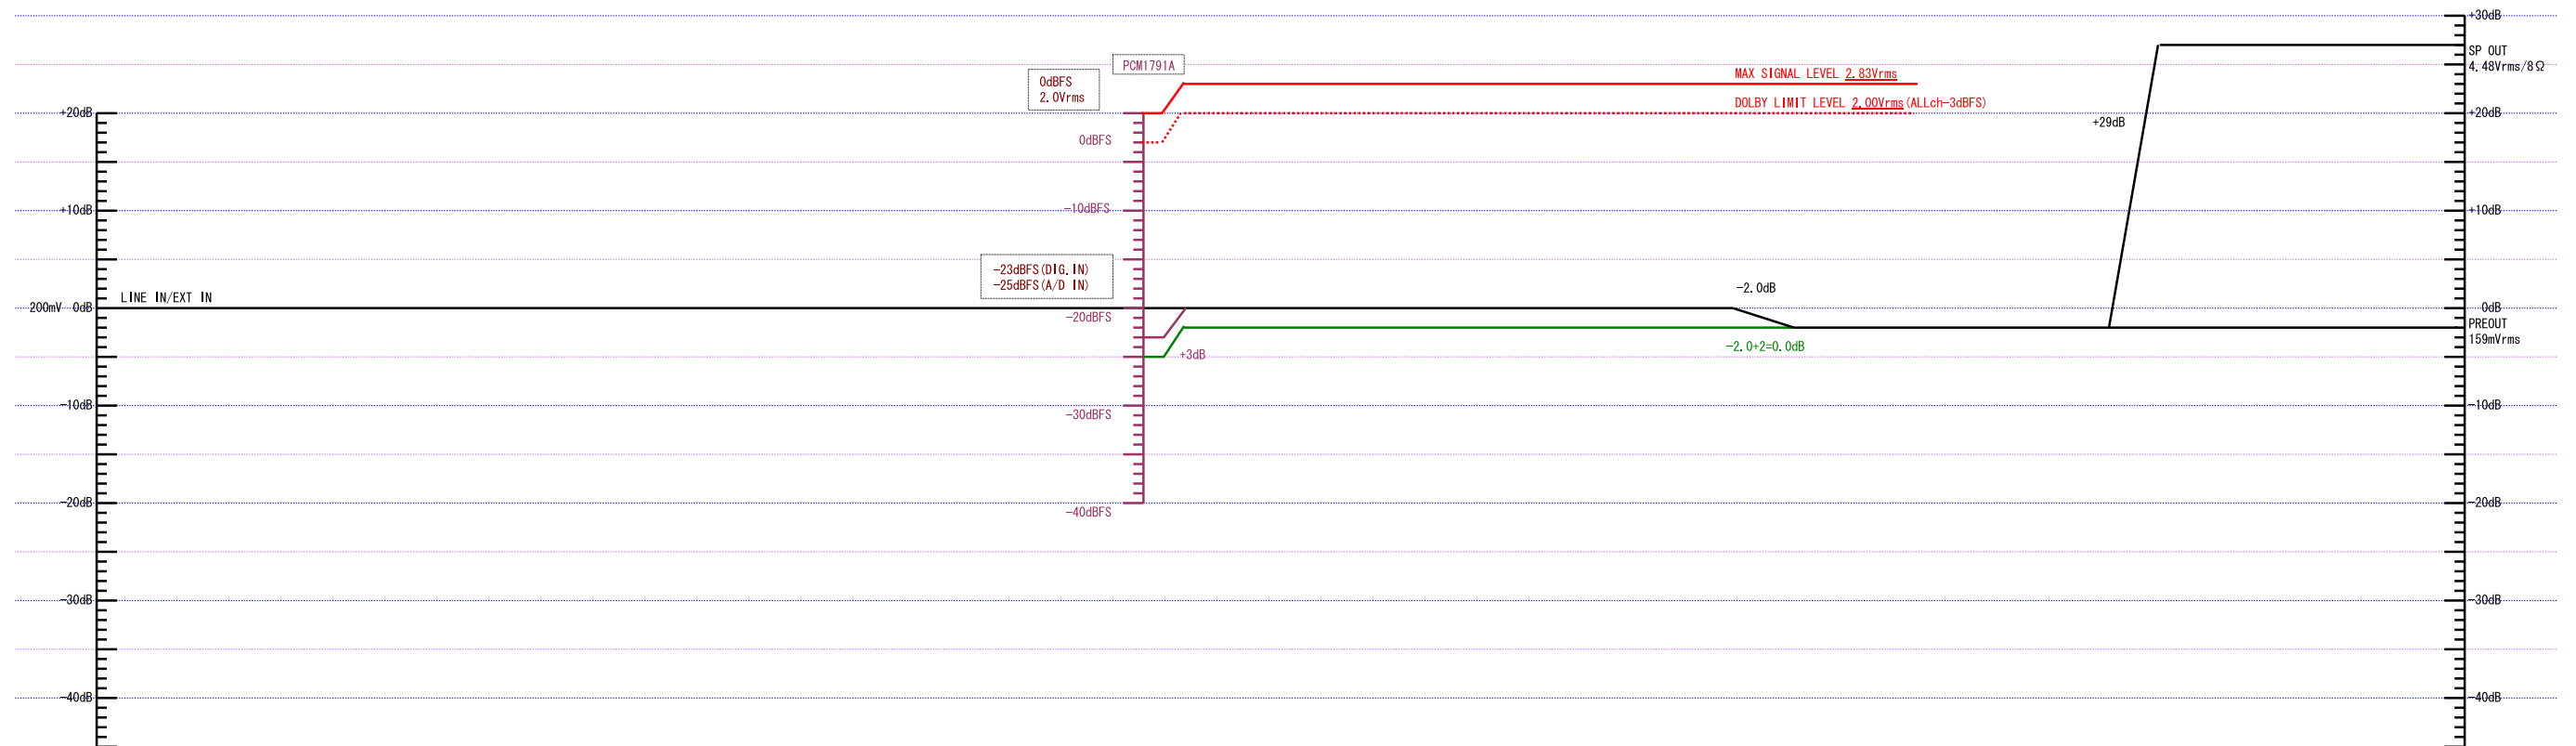 +30dB
SP OUT
4.48Vrms/8Ω
PCM1791A
0dBFS
2.0Vrms
MAX SIGNAL LEVEL 2.83Vrms
DOLBY LIMIT LEVEL 2.00Vrms(ALLch-3dBFS)
+20dB
+20dB
+29dB
0dBFS
+10dB
-10dBFS
+10dB
-23dBFS(DIG.IN)
-25dBFS(A/D IN)
LINE IN/EXT IN
-2.0dB
200mV 0dB
-20dBFS
0dB
PREOUT
159mVrms
+3dB
-2.0+2=0.0dB
-10dB
-30dBFS
-10dB
-20dB
-40dBFS
-20dB
-30dB
-30dB
-40dB
-40dB